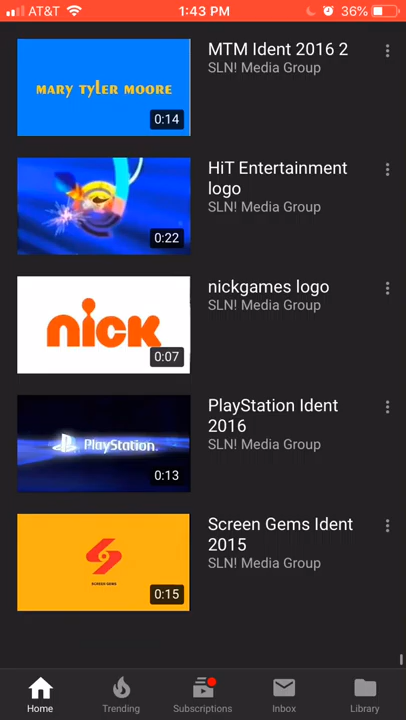 AT&T 1:43 PM 36%
MARY TYLER MOORE
0:14
MTM Ident 2016 2
SLN! Media Group
0:22
HiT Entertainment
logo
SLN! Media Group
nick
0:07
nickgames logo
SLN! Media Group
PlayStation
0:13
PlayStation Ident
2016
SLN! Media Group
SCREEN GEMS
0:15
Screen Gems Ident
2015
SLN! Media Group
Home Trending Subscriptions Inbox Library